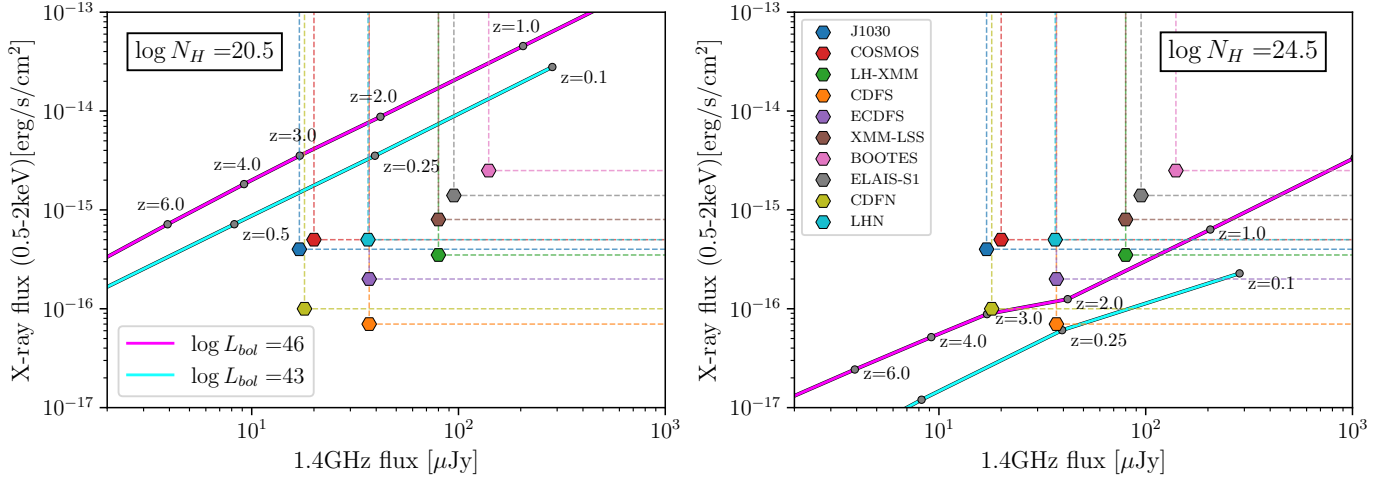 log N_H =20.5
z=1.0
z=0.1
z=2.0
z=3.0
z=0.25
z=4.0
z=6.0
z=0.5
log L_bol =46
log L_bol =43
10^-13
10^-14
10^-15
10^-16
10^-17
X-ray flux (0.5-2keV)[erg/s/cm^2]
10^1
10^2
10^3
1.4GHz flux [μJy]
J1030
COSMOS
LH-XMM
CDFS
ECDFS
XMM-LSS
BOOTES
ELAIS-S1
CDFN
LHN
log N_H =24.5
z=1.0
z=0.1
z=2.0
z=3.0
z=0.25
z=4.0
z=6.0
10^-13
10^-14
10^-15
10^-16
10^-17
X-ray flux (0.5-2keV)[erg/s/cm^2]
10^1
10^2
10^3
1.4GHz flux [μJy]